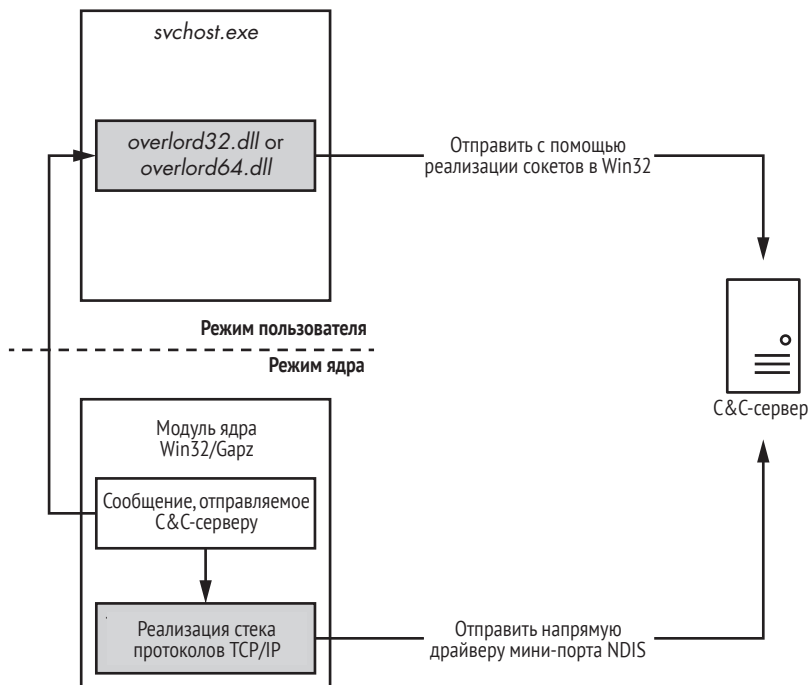 svchost.exe
overlord32.dll or
overlord64.dll
Отправить с помощью
реализации сокетов в Win32
Режим пользователя
Режим ядра
C&C-сервер
Модуль ядра
Win32/Gapz
Сообщение, отправляемое
C&C-серверу
Реализация стека
протоколов TCP/IP
Отправить напрямую
драйверу мини-порта NDIS